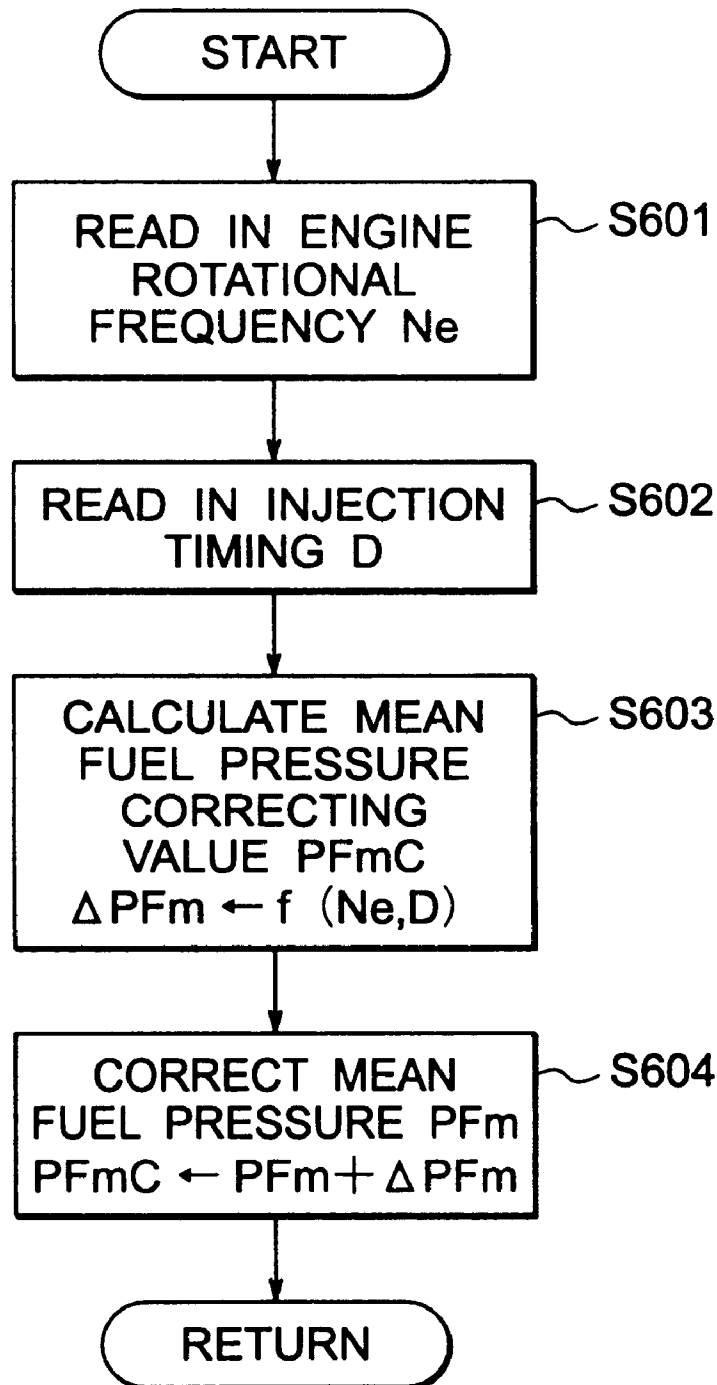 START
READ IN ENGINE
ROTATIONAL
FREQUENCY Ne
S601
READ IN INJECTION
TIMING D
S602
CALCULATE MEAN
FUEL PRESSURE
CORRECTING
VALUE PFmC
ΔPFm ← f (Ne,D)
S603
CORRECT MEAN
FUEL PRESSURE PFm
PFmC ← PFm + ΔPFm
S604
RETURN